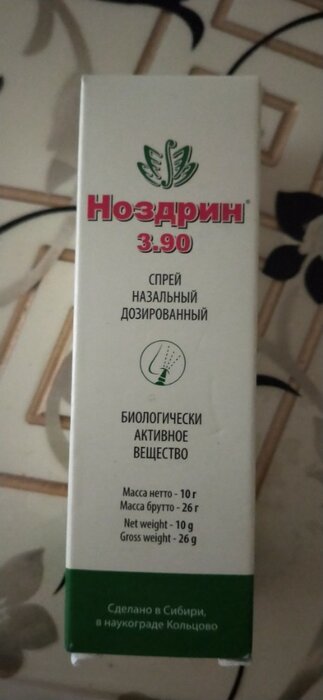 Ноздрин®
3.90
СПРЕЙ
НАЗАЛЬНЫЙ
ДОЗИРОВАННЫЙ
БИОЛОГИЧЕСКИ
АКТИВНОЕ
ВЕЩЕСТВО
Масса нетто - 10 г
Масса брутто - 26 г
Net weight - 10 g
Gross weight - 26 g
Сделано в Сибири,
в наукограде Кольцово